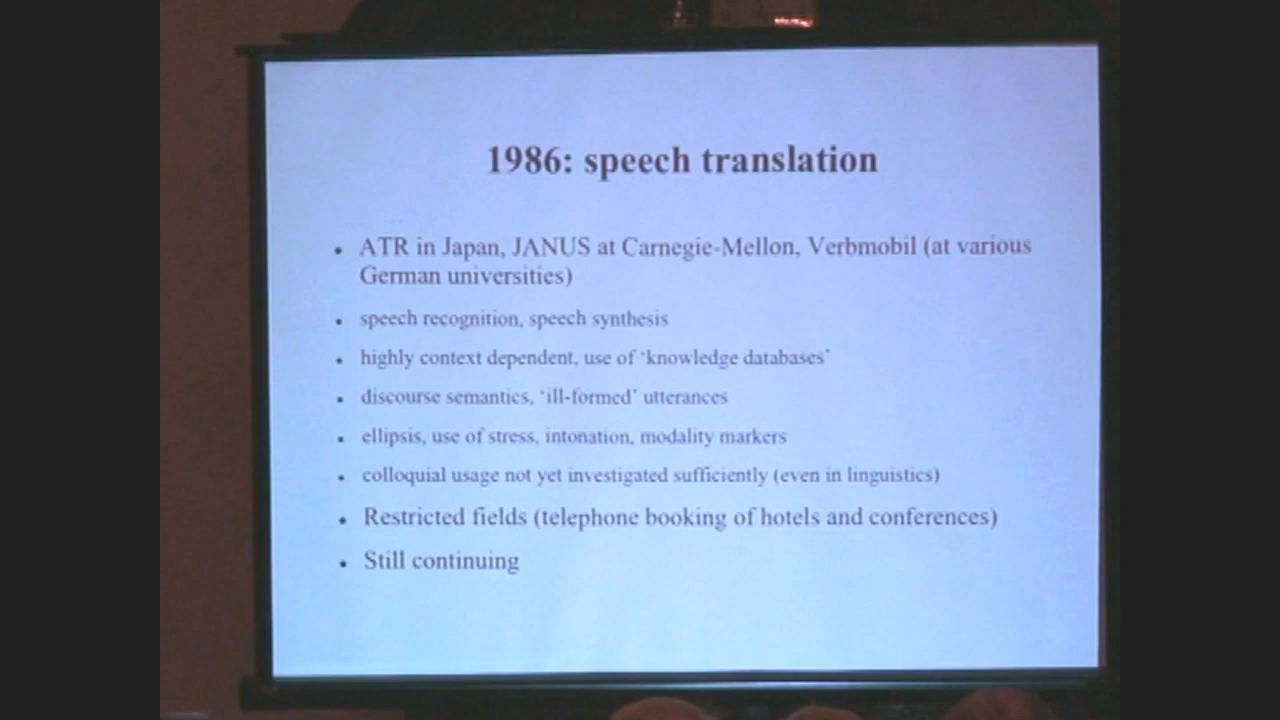 1986: speech translation
• ATR in Japan, JANUS at Carnegie-Mellon, Verbmobil (at various
German universities)
• speech recognition, speech synthesis
• highly context dependent, use of ‘knowledge databases’
• discourse semantics, ‘ill-formed’ utterances
• ellipsis, use of stress, intonation, modality markers
• colloquial usage not yet investigated sufficiently (even in linguistics)
• Restricted fields (telephone booking of hotels and conferences)
• Still continuing